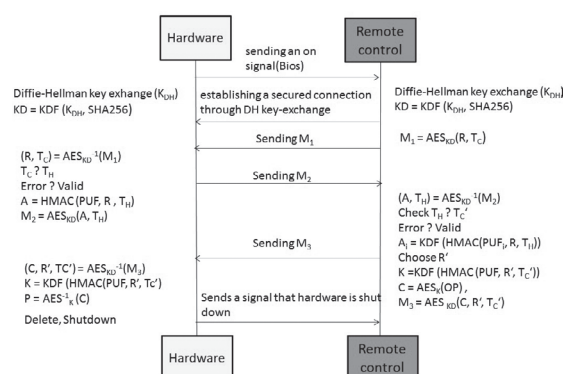 Hardware
Remote
control
sending an on
signal(Bios)
Diffie-Hellman key exhange (KDH)
KD = KDF (KDH, SHA256)
establishing a secured connection
through DH key-exchange
Diffie-Hellman key exchange (KDH)
KD = KDF (KDH, SHA256)
Sending M1
M1 = AESKD(R, TC)
(R, TC) = AESKD-1(M1)
TC ? TH
Error ? Valid
A = HMAC(PUF, R , TH)
M2 = AESKD(A, TH)
Sending M2
(A, TH) = AESKD-1(M2)
Check TH ? TC‘
Error ? Valid
Ai = KDF (HMAC(PUFi, R, TH))
Choose R’
K =KDF (HMAC(PUF, R’, TC‘))
C = AESK(OP) ,
M3 = AES KD(C, R’, TC‘)
Sending M3
(C, R’, TC’) = AESKD-1(M3)
K = KDF (HMAC(PUF, R’, Tc’)
P = AES-1K (C)
Delete, Shutdown
Sends a signal that hardware is shut
down
Hardware
Remote
control